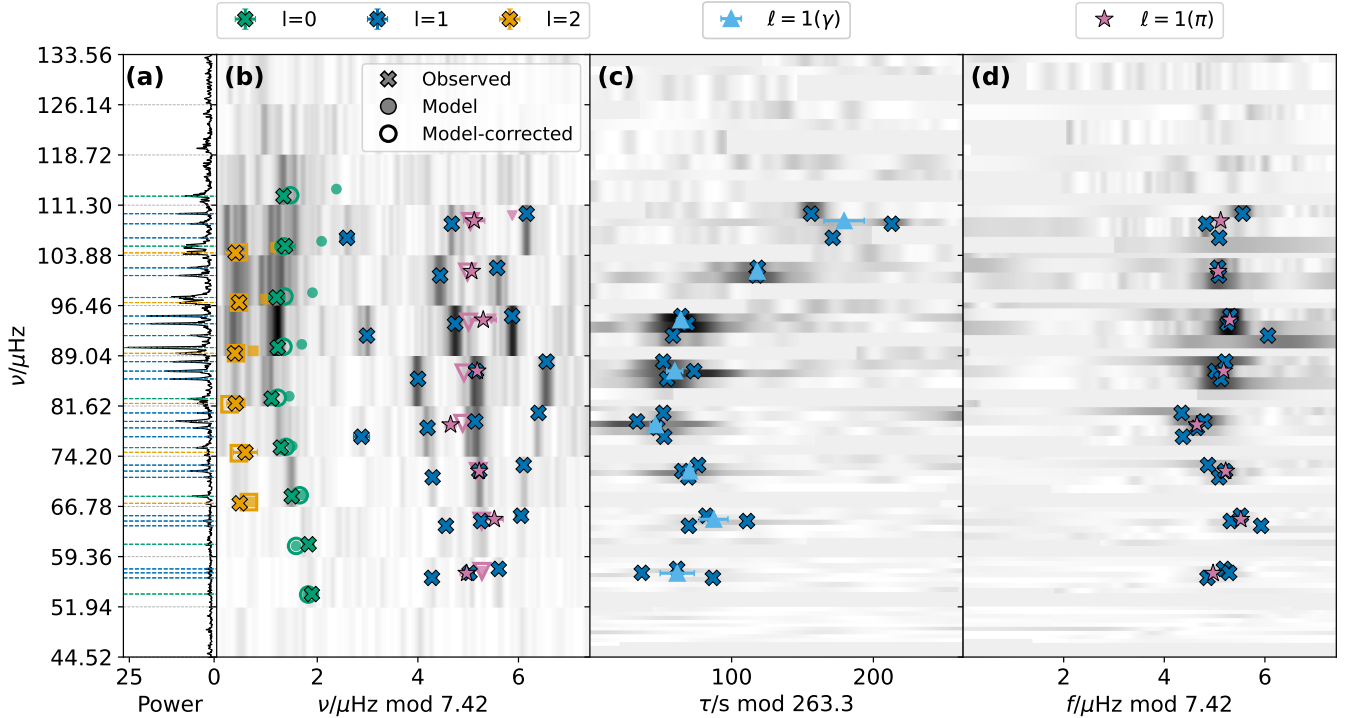 l=0 l=1 l=2
ℓ = 1(γ)
ℓ = 1(π)
(a)
(b)
(c)
(d)
Observed
Model
Model-corrected
133.56
126.14
118.72
111.30
103.88
96.46
89.04
81.62
74.20
66.78
59.36
51.94
44.52
ν/μHz
25 0
2 4 6
100 200
2 4 6
Power
ν/μHz mod 7.42
τ/s mod 263.3
f/μHz mod 7.42